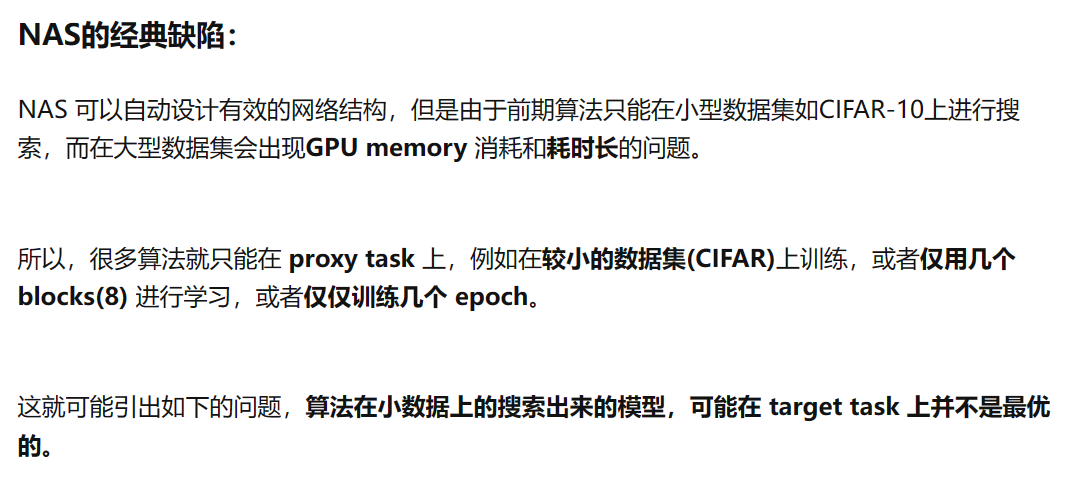 NAS的经典缺陷：
NAS 可以自动设计有效的网络结构，但是由于前期算法只能在小型数据集如CIFAR-10上进行搜
索，而在大型数据集会出现GPU memory 消耗和耗时长的问题。
所以，很多算法就只能在 proxy task 上，例如在较小的数据集(CIFAR)上训练，或者仅用几个
blocks(8) 进行学习，或者仅仅训练几个 epoch。
这就可能引出如下的问题，算法在小数据上的搜索出来的模型，可能在 target task 上并不是最优
的。